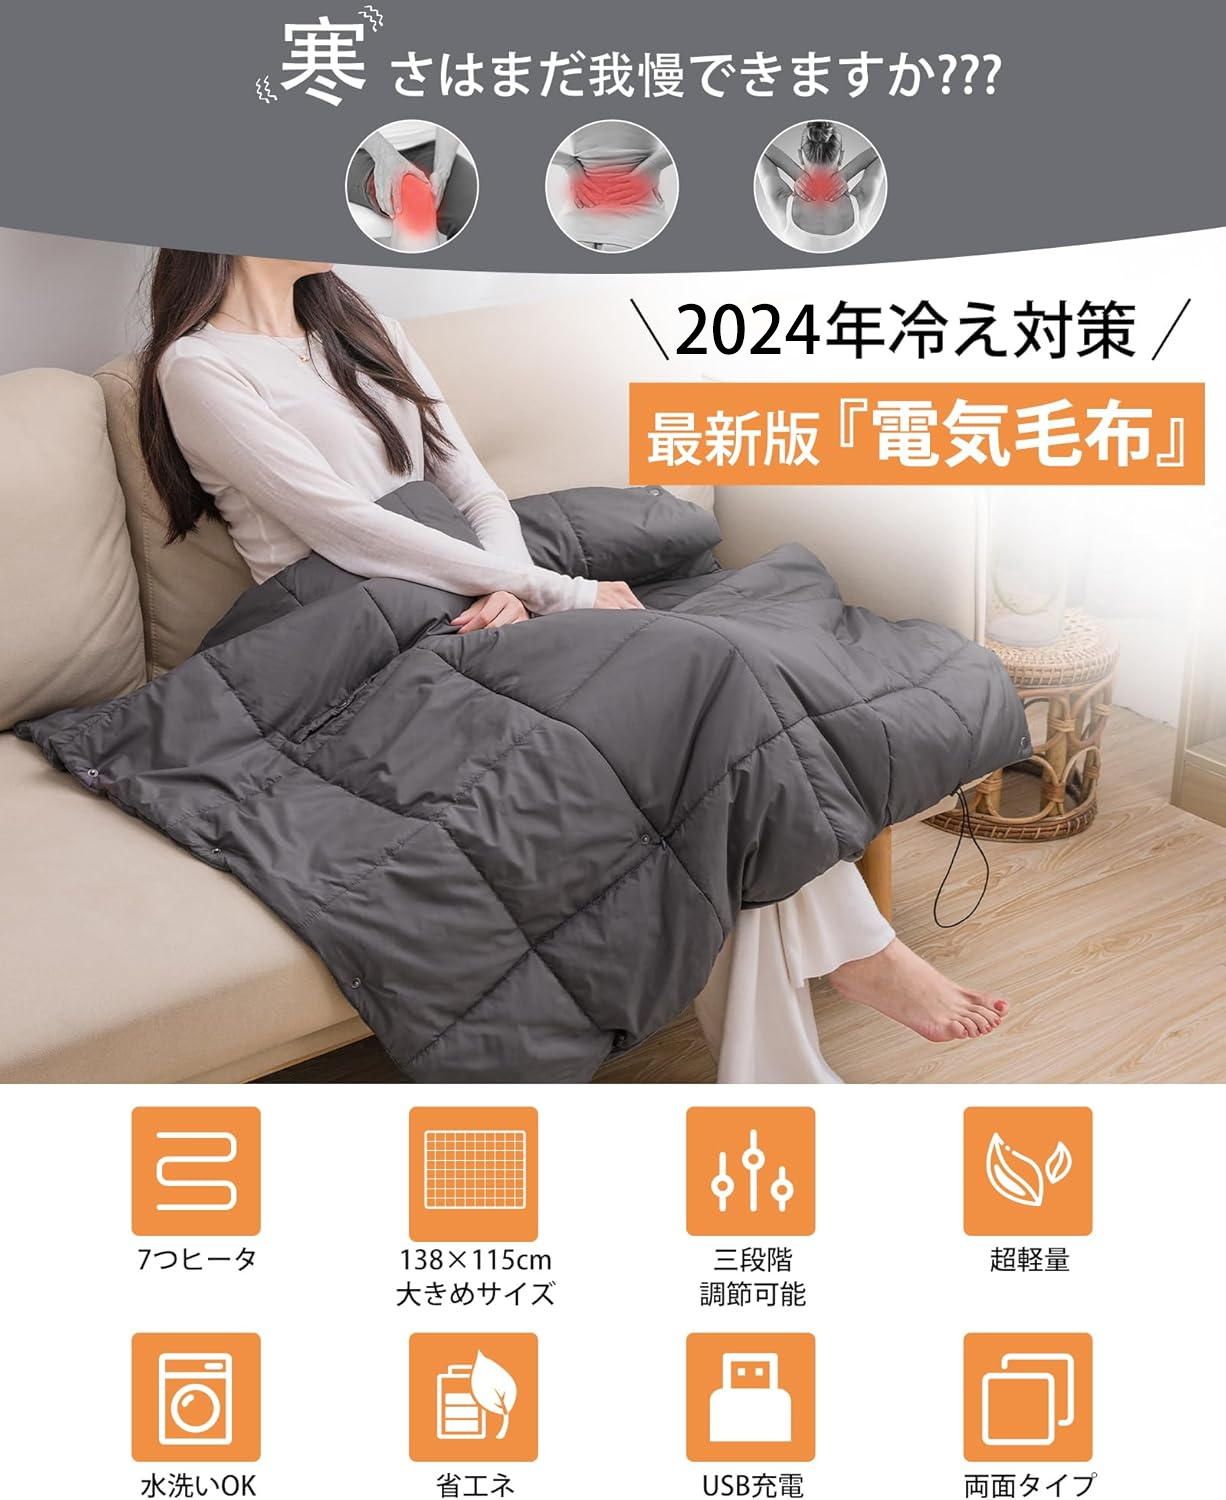 寒さはまだ我慢できますか???
2024年冷え対策
最新版『電気毛布』
7つヒータ
138×115cm
大きめサイズ
三段階
調節可能
超軽量
水洗いOK
省エネ
USB充電
両面タイプ